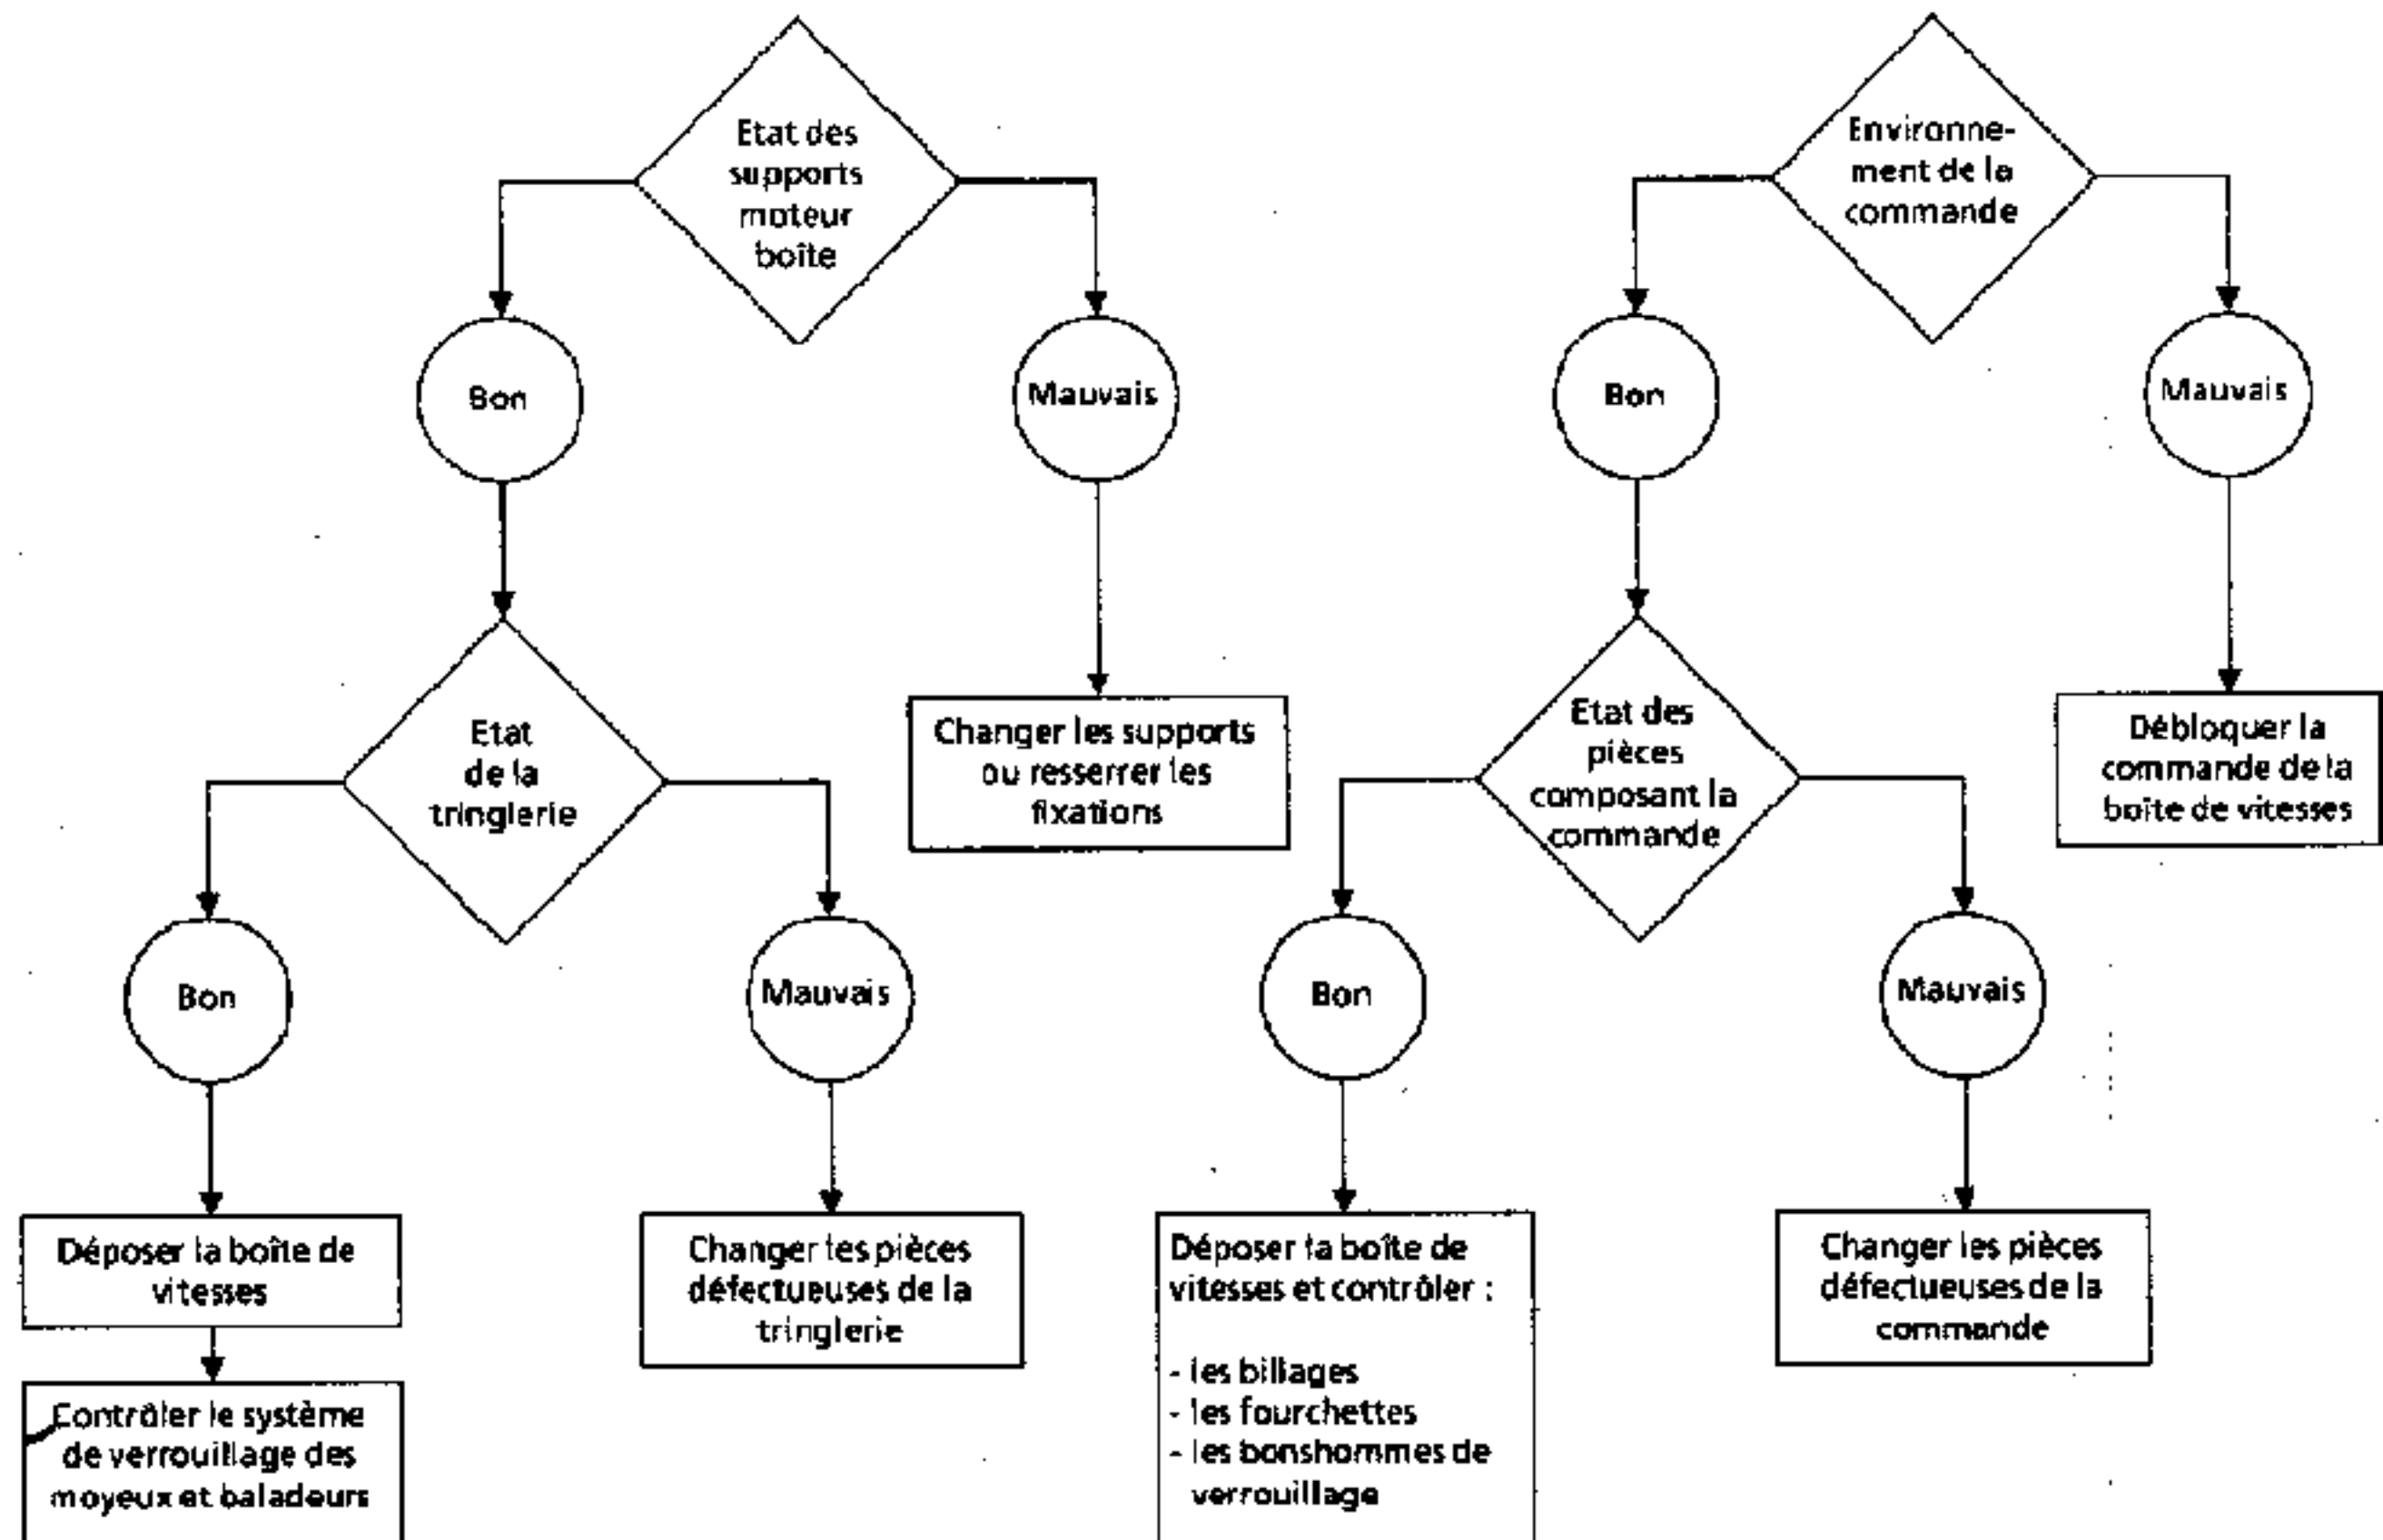 Etat des
supports
moteur
boîte
Bon
Mauvais
Changer les supports
ou resserrer les
fixations
Etat
de la
tringlerie
Bon
Mauvais
Déposer la boîte de
vitesses
Contrôler le système
de verrouillage des
moyeux et baladeurs
Changer les pièces
défectueuses de la
tringlerie
Environne-
ment de la
commande
Bon
Mauvais
Débloquer la
commande de la
boîte de vitesses
Etat des
pièces
composant la
commande
Bon
Mauvais
Déposer la boîte de
vitesses et contrôler :
- les billages
- les fourchettes
- les bonshommes de
verrouillage
Changer les pièces
défectueuses de la
commande